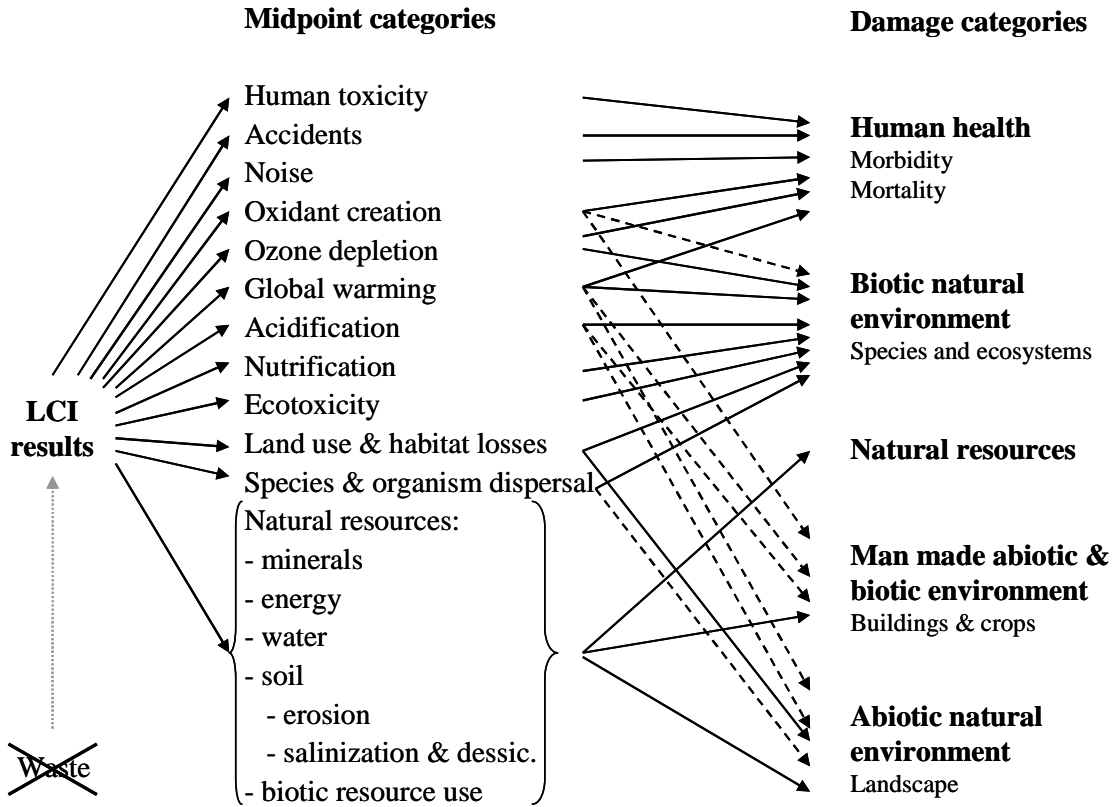 Midpoint categories
Damage categories
Human toxicity
Accidents
Noise
Oxidant creation
Ozone depletion
Global warming
Acidification
Nutrification
Ecotoxicity
Land use & habitat losses
Species & organism dispersal
Natural resources:
- minerals
- energy
- water
- soil
- erosion
- salinization & dessic.
- biotic resource use
LCI
results
Waste
Human health
Morbidity
Mortality
Biotic natural
environment
Species and ecosystems
Natural resources
Man made abiotic &
biotic environment
Buildings & crops
Abiotic natural
environment
Landscape